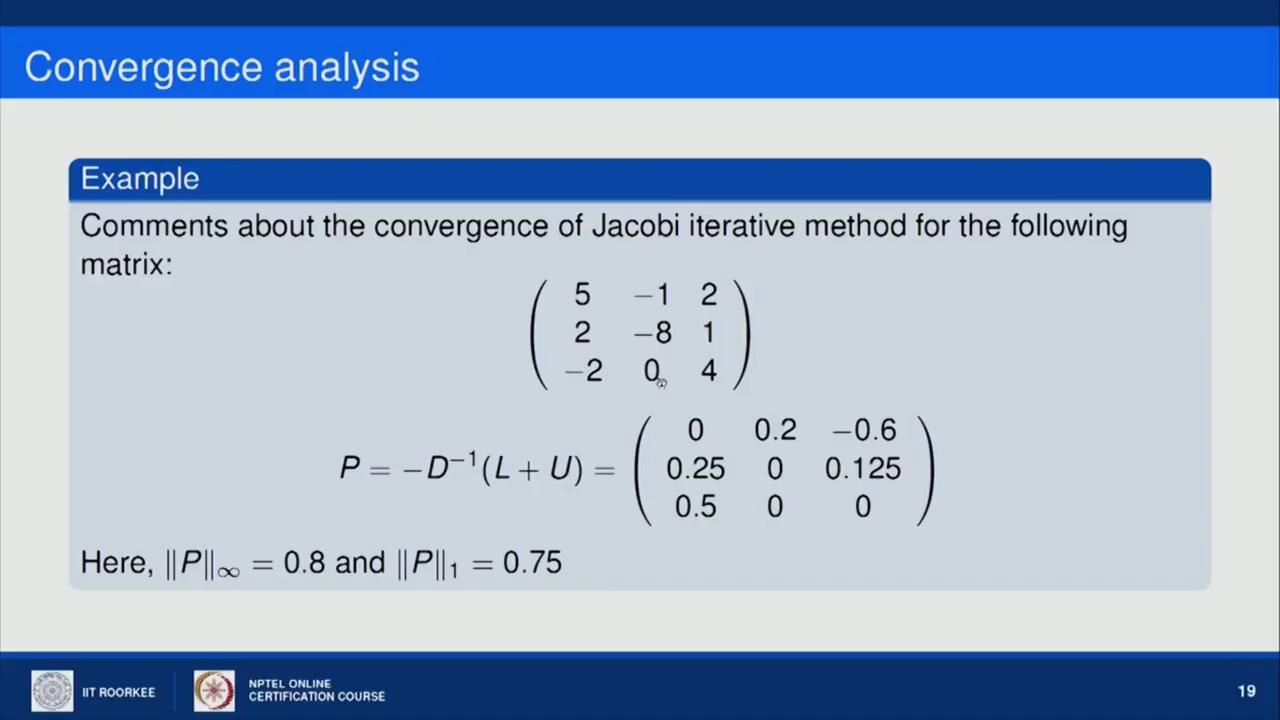 Convergence analysis
Example
Comments about the convergence of Jacobi iterative method for the following
matrix:
5 −1 2
2 −8 1
−2 0 4
P = −D⁻¹(L + U) =
0 0.2 −0.6
0.25 0 0.125
0.5 0 0
Here, ‖P‖∞ = 0.8 and ‖P‖₁ = 0.75
IIT ROORKEE
NPTEL ONLINE
CERTIFICATION COURSE
19